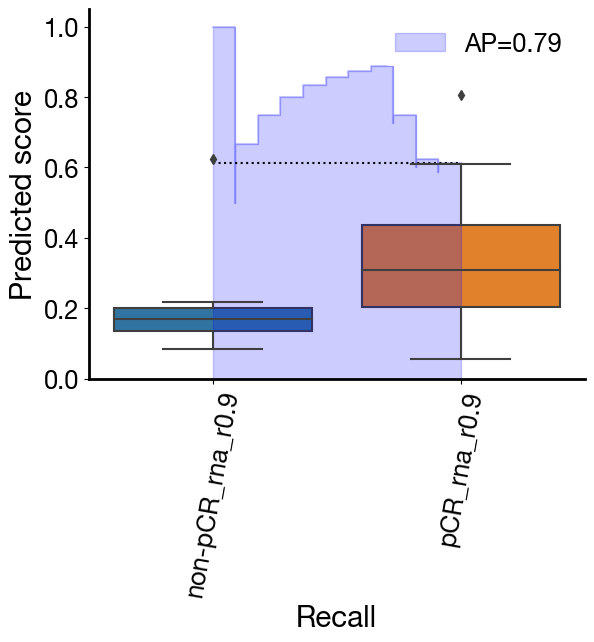 AP=0.79
Predicted score
1.0
0.8
0.6
0.4
0.2
0.0
non-pCR_rna_r0.9
pCR_rna_r0.9
Recall